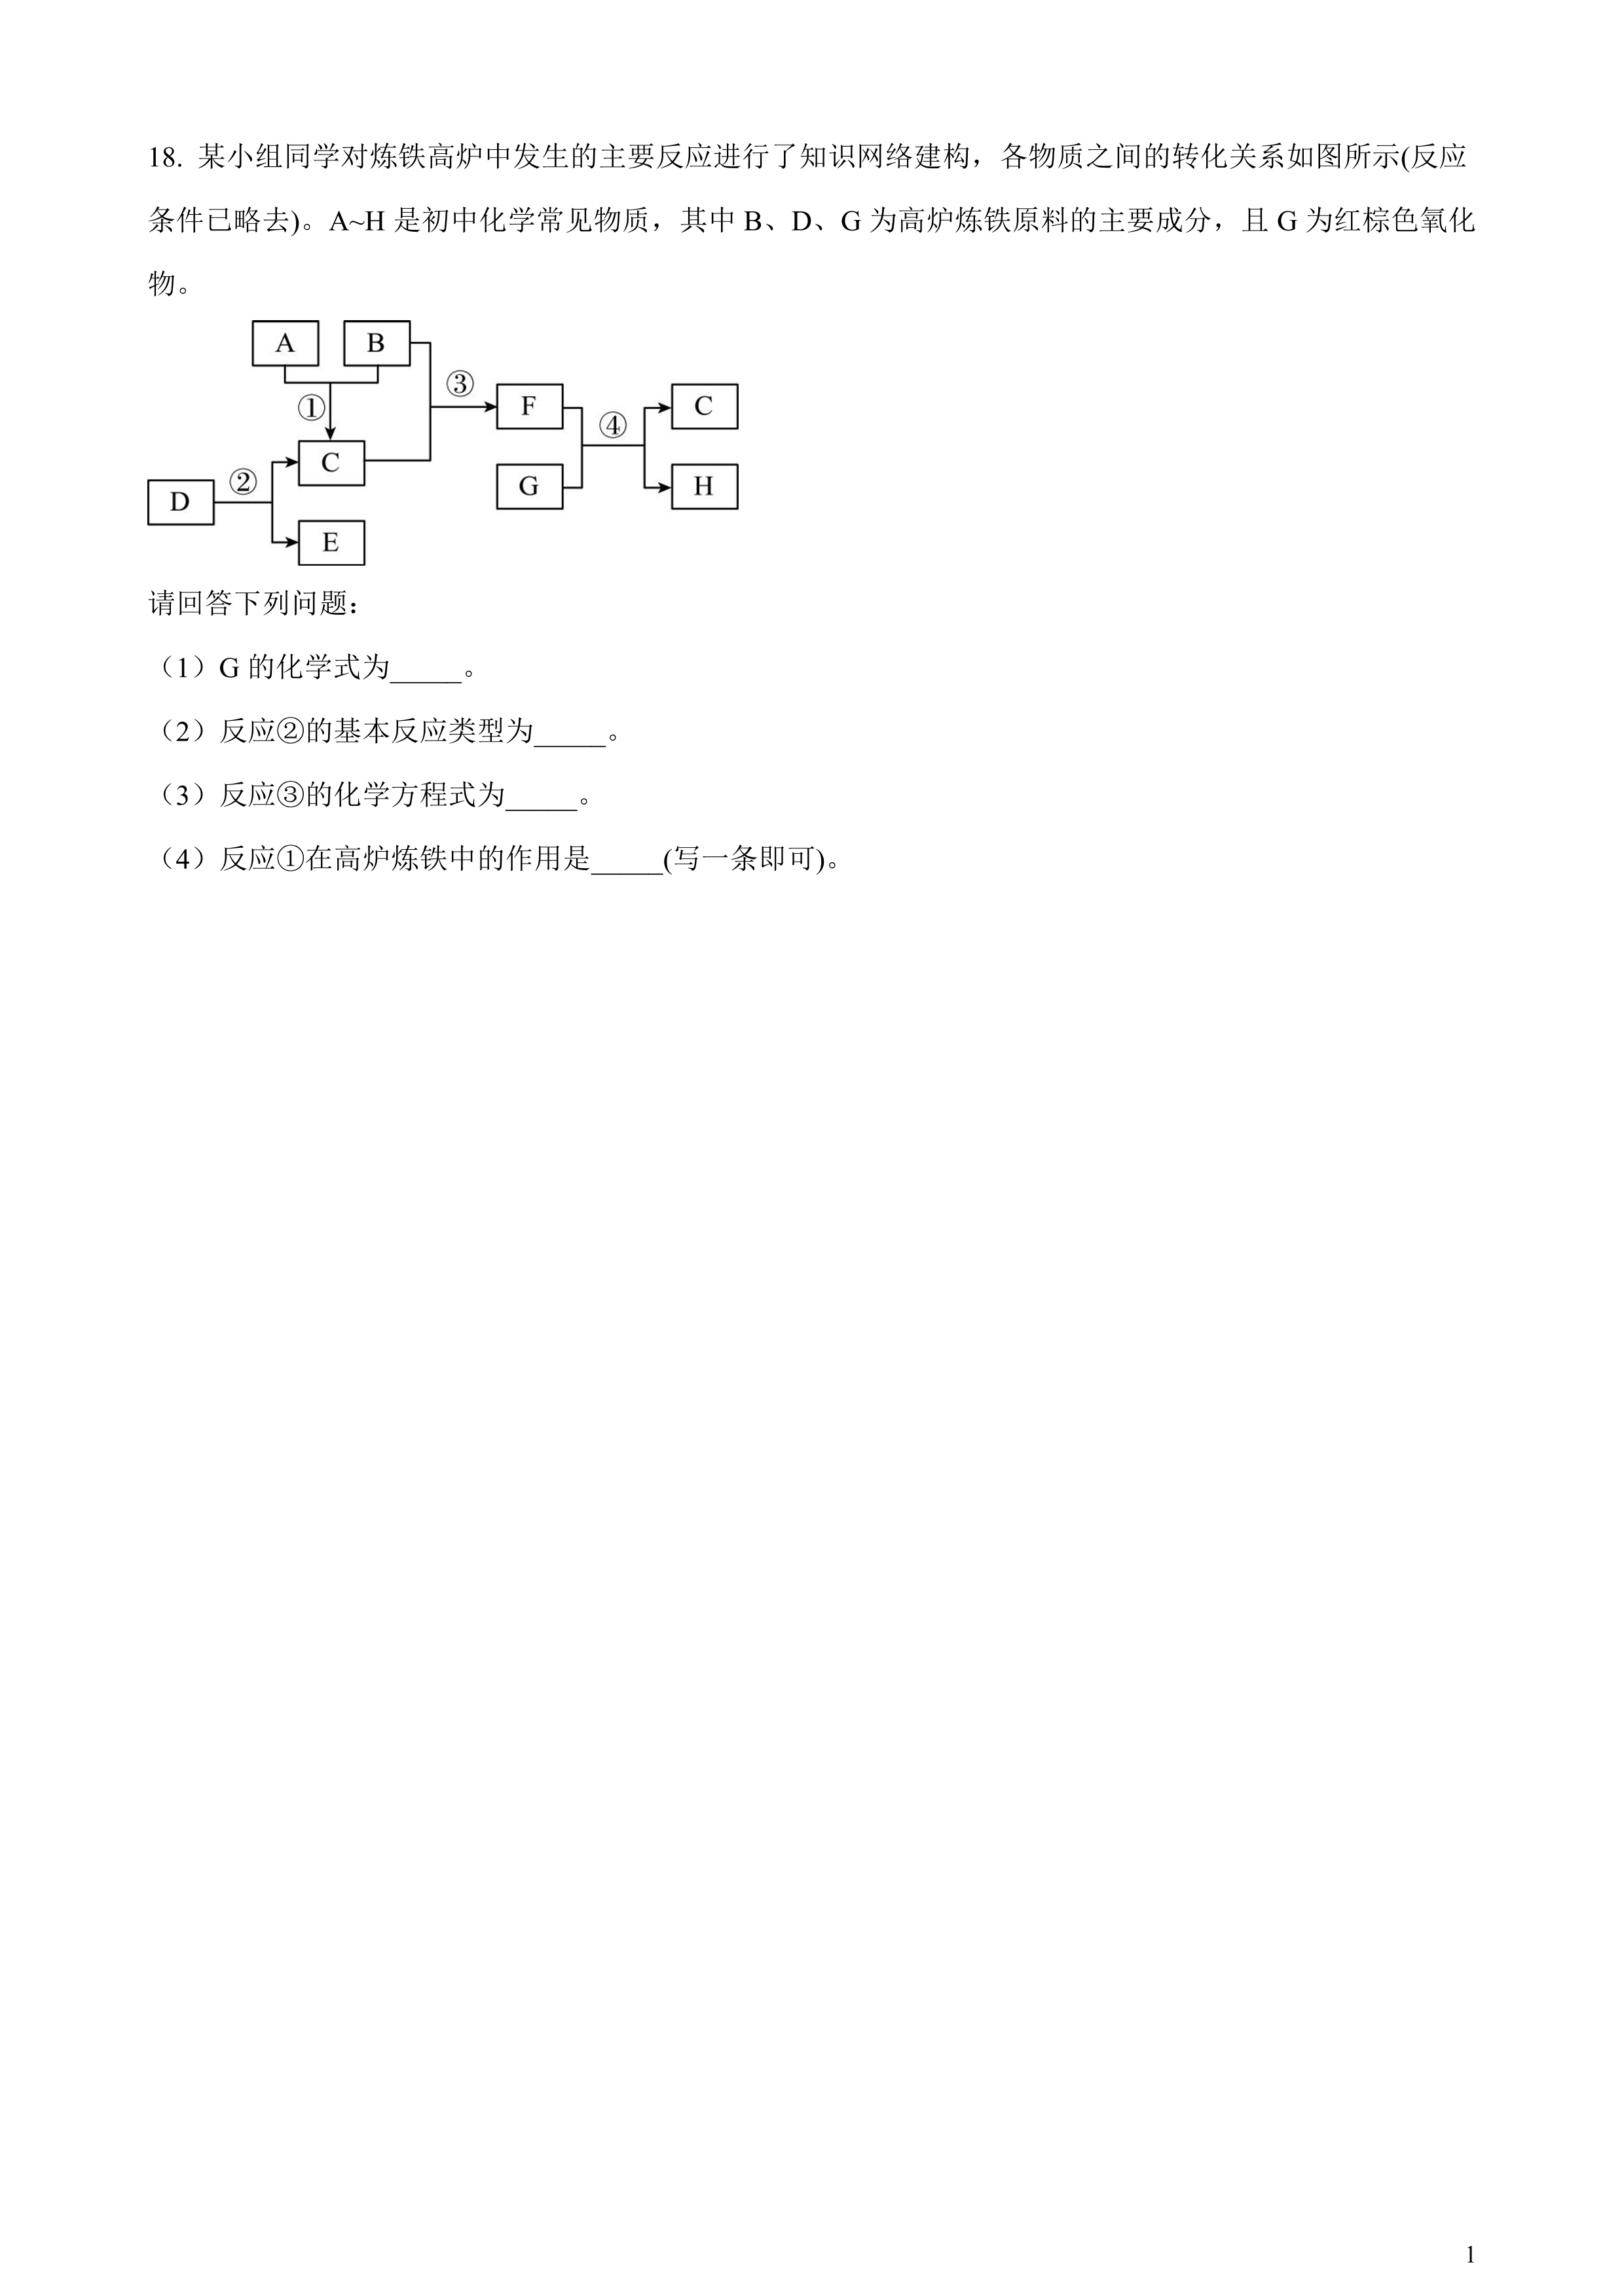 18. 某小组同学对炼铁高炉中发生的主要反应进行了知识网络建构，各物质之间的转化关系如图所示(反应
条件已略去)。A~H 是初中化学常见物质，其中 B、D、G 为高炉炼铁原料的主要成分，且 G 为红棕色氧化
物。
A B
③
F C
①
④
C
②
G H
D
E
请回答下列问题：
（1）G 的化学式为_____。
（2）反应②的基本反应类型为_____。
（3）反应③的化学方程式为_____。
（4）反应①在高炉炼铁中的作用是_____(写一条即可)。
1